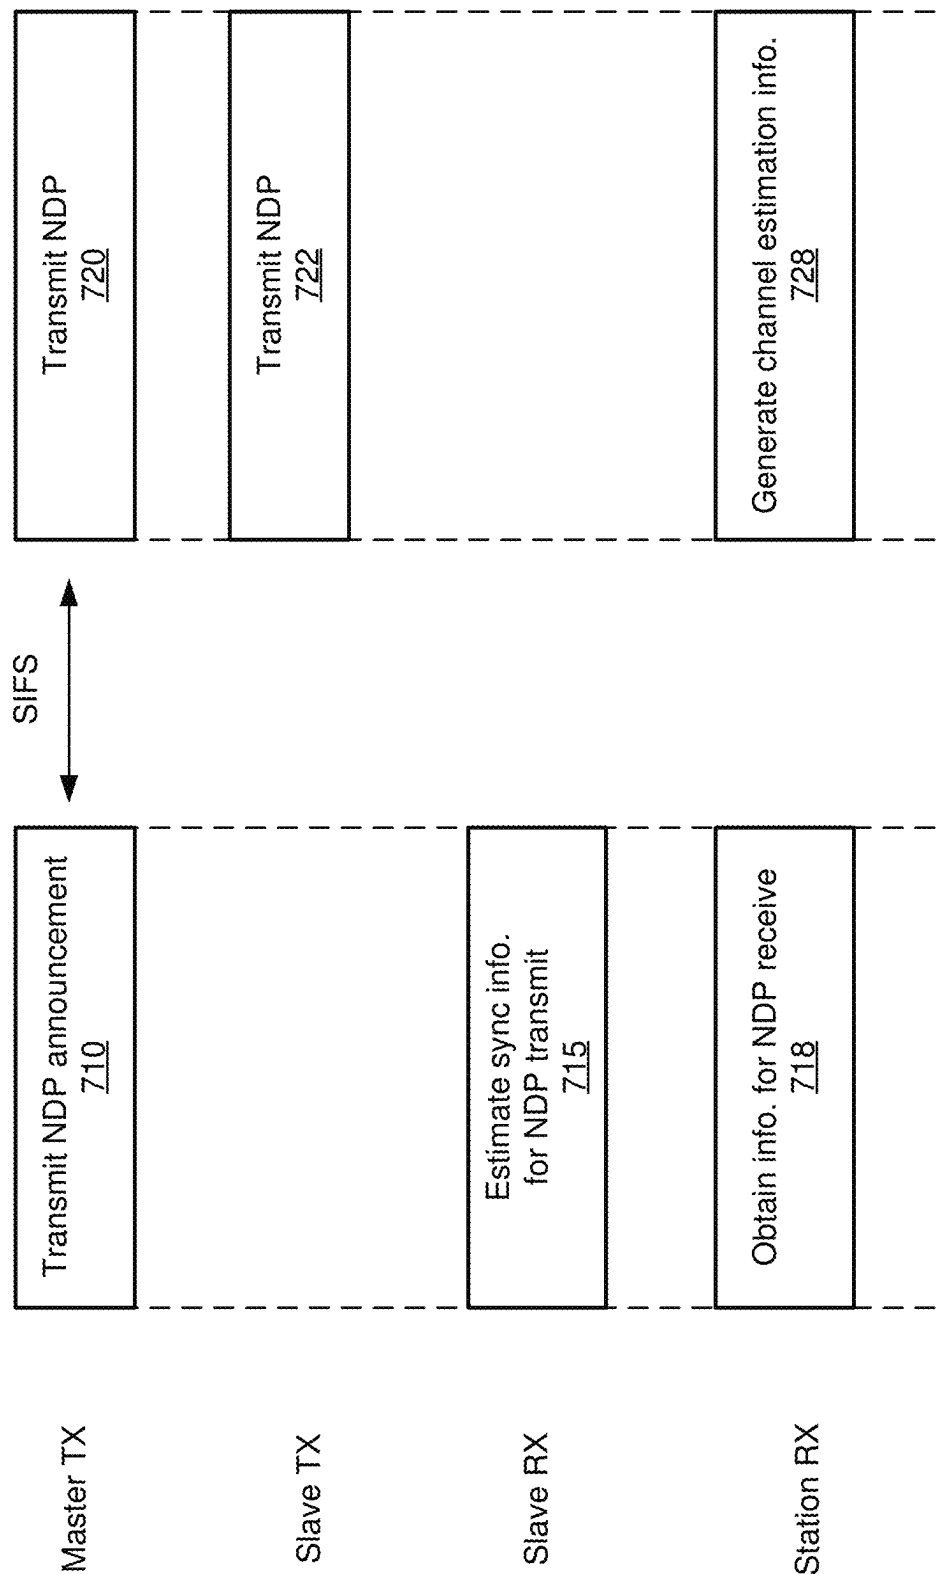 SIFS
Master TX
Transmit NDP announcement
710
Transmit NDP
720
Slave TX
Transmit NDP
722
Slave RX
Estimate sync info.
for NDP transmit
715
Station RX
Obtain info. for NDP receive
718
Generate channel estimation info.
728